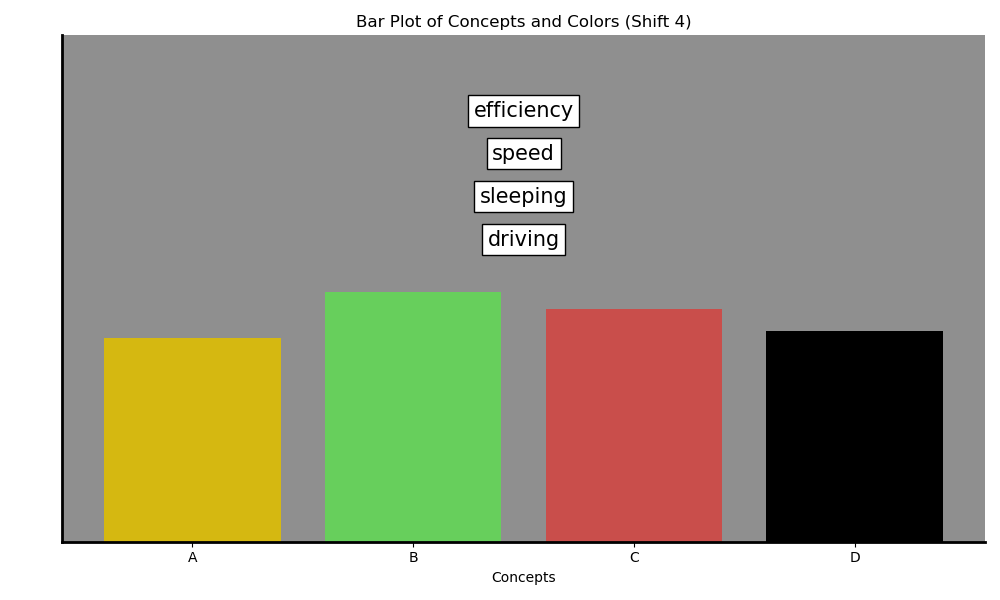 Bar Plot of Concepts and Colors (Shift 4)
efficiency
speed
sleeping
driving
A B C D
Concepts